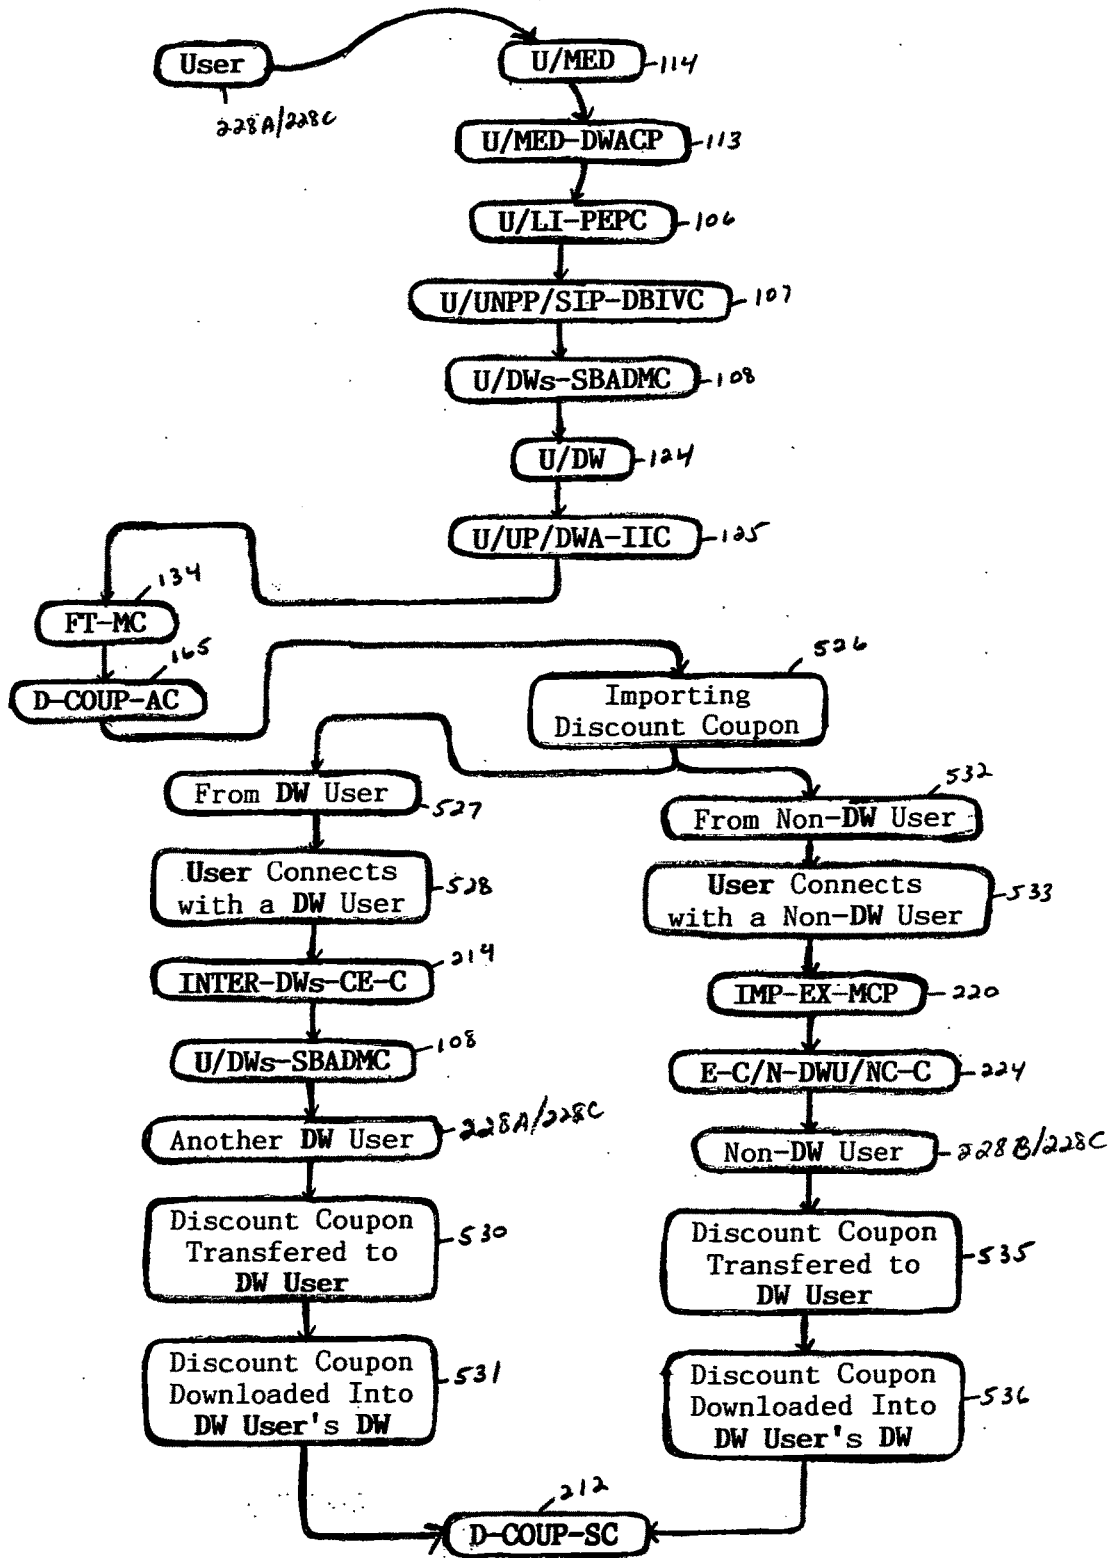 User
228A/228C
U/MED
114
U/MED-DWACP
113
U/LI-PEPC
106
U/UNPP/SIP-DBIVC
107
U/DWs-SBADMC
108
U/DW
124
U/UP/DWA-IIC
125
FT-MC
134
D-COUP-AC
165
Importing
Discount Coupon
526
From DW User
527
User Connects
with a DW User
528
INTER-DWs-CE-C
214
U/DWs-SBADMC
108
Another DW User
228A/228C
Discount Coupon
Transfered to
DW User
530
Discount Coupon
Downloaded Into
DW User's DW
531
From Non-DW User
532
User Connects
with a Non-DW User
533
IMP-EX-MCP
220
E-C/N-DWU/NC-C
224
Non-DW User
228B/228C
Discount Coupon
Transfered to
DW User
535
Discount Coupon
Downloaded Into
DW User's DW
536
D-COUP-SC
212